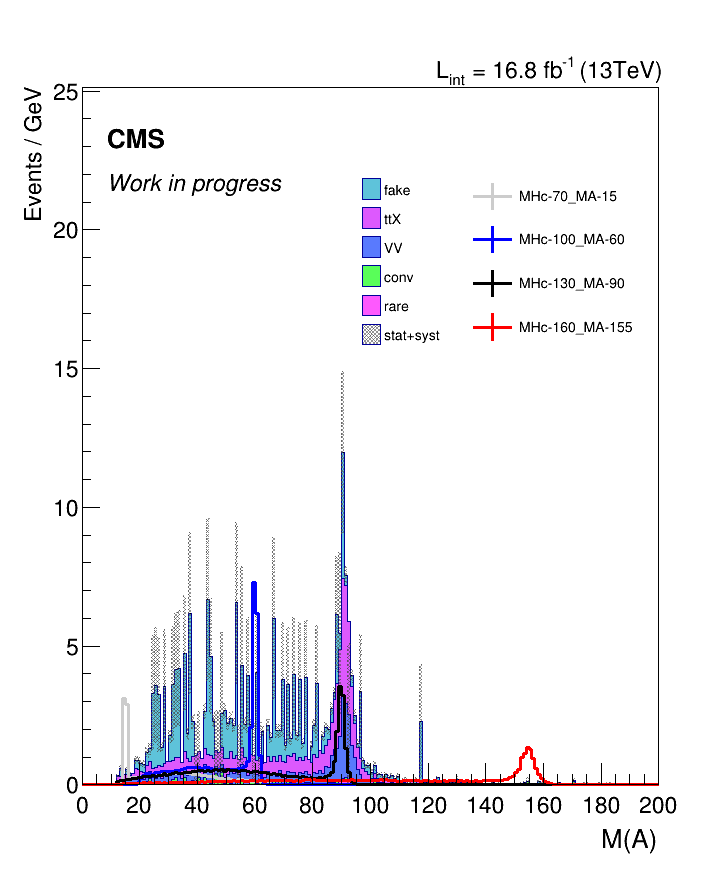 L_int = 16.8 fb^-1 (13TeV)
Events / GeV
CMS
Work in progress
fake
ttX
VV
conv
rare
stat+syst
MHc-70_MA-15
MHc-100_MA-60
MHc-130_MA-90
MHc-160_MA-155
25
20
15
10
5
0
0 20 40 60 80 100 120 140 160 180 200
M(A)